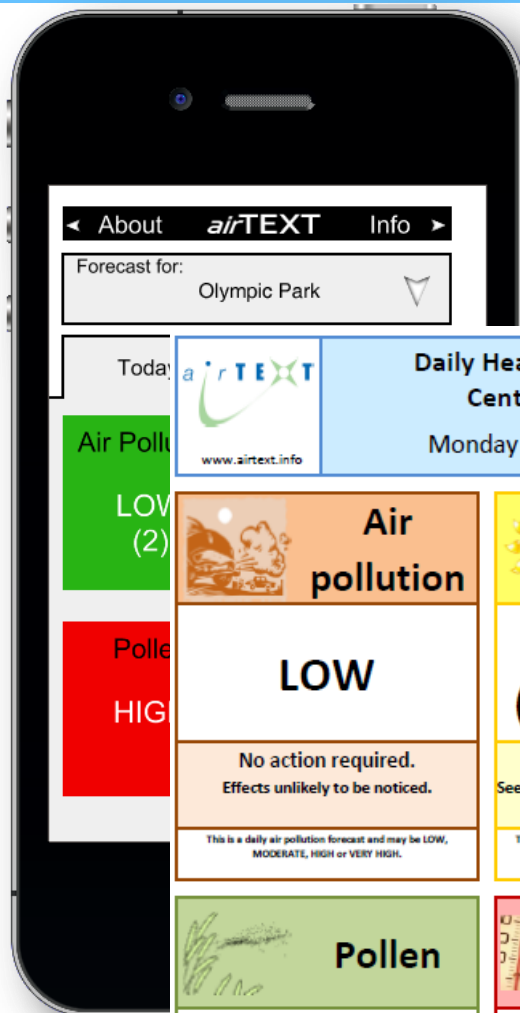 ◄ About airTEXT Info ►
Forecast for:
Olympic Park
Today
Air Pollu
LOW
(2)
Polle
HIGH
airTEXT
www.airtext.info
Daily Hea
Cent
Monday
Air
pollution
LOW
No action required.
Effects unlikely to be noticed.
This is a daily air pollution forecast and may be LOW,
MODERATE, HIGH or VERY HIGH.
See
T
Pollen